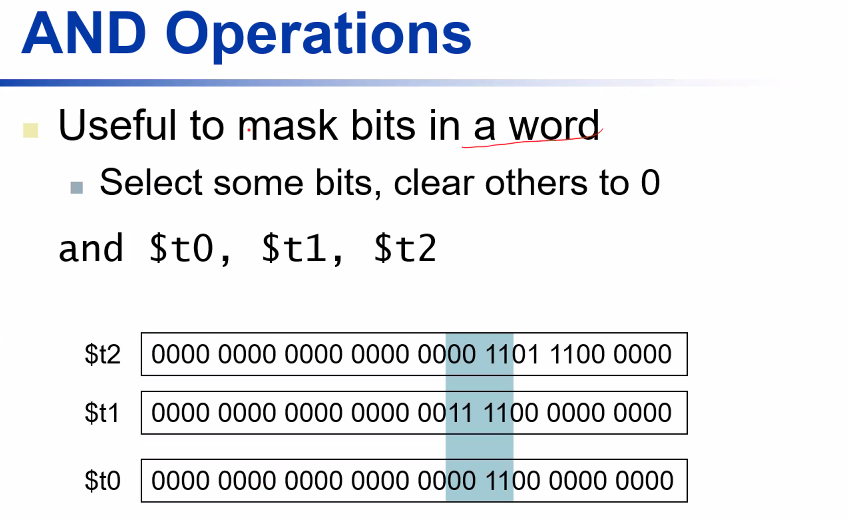 AND Operations
Useful to mask bits in a word
Select some bits, clear others to 0
and $t0, $t1, $t2
$t2 0000 0000 0000 0000 0000 1101 1100 0000
$t1 0000 0000 0000 0000 0011 1100 0000 0000
$t0 0000 0000 0000 0000 0000 1100 0000 0000